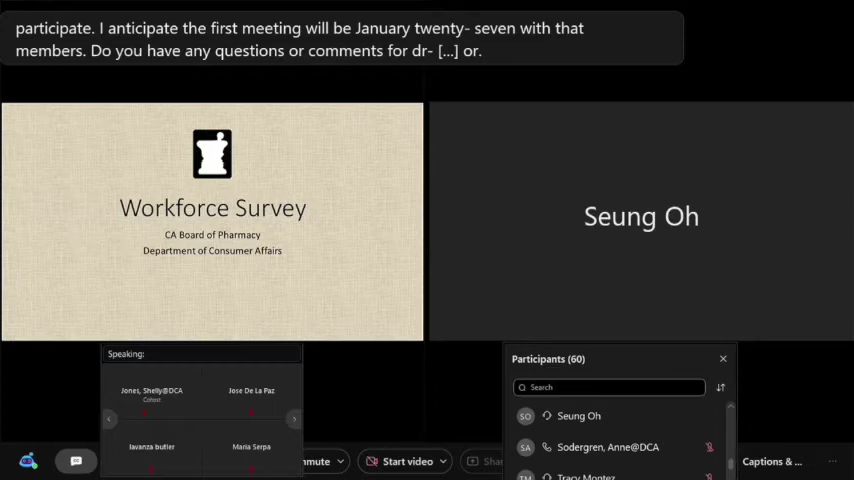 participate. I anticipate the first meeting will be January twenty- seven with that
members. Do you have any questions or comments for dr- [...] or.
Workforce Survey
CA Board of Pharmacy
Department of Consumer Affairs
Seung Oh
Speaking:
Jones, Shelly@DCA
Cohost
Jose De La Paz
lavanza butler
Maria Serpa
Participants (60)
Search
SO
Seung Oh
SA
Sodergren, Anne@DCA
TM
Tracy Montez
mute
Start video
Shar
Captions & ...